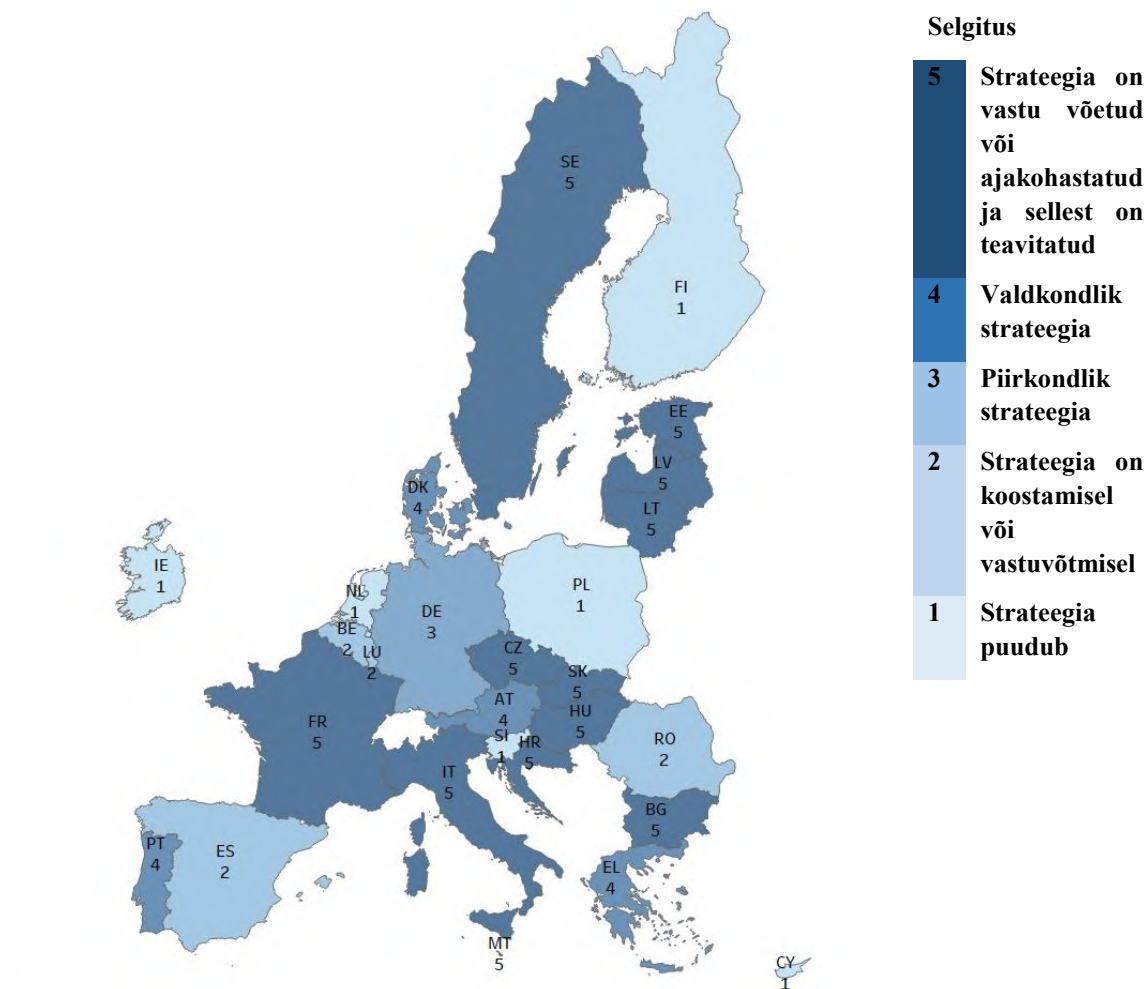 SE
5
FI
1
EE
5
LV
5
LT
5
DK
4
IE
1
NL
1
BE
2
LU
2
DE
3
PL
1
CZ
5
SK
5
AT
4
HU
5
SI
1
HR
5
FR
5
IT
5
RO
2
BG
5
PT
4
ES
2
EL
4
MT
5
CY
1
Selgitus
5 Strateegia on
vastu võetud
või
ajakohastatud
ja sellest on
teavitatud
4 Valdkondlik
strateegia
3 Piirkondlik
strateegia
2 Strateegia on
koostamisel
või
vastuvõtmisel
1 Strateegia
puudub